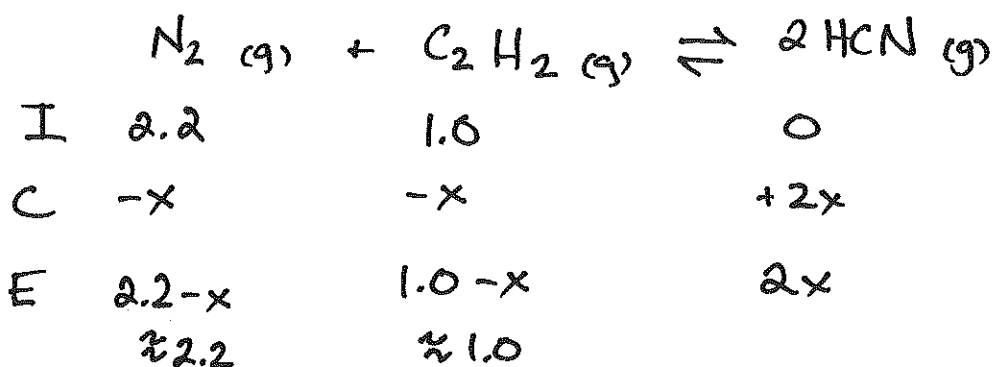 N₂ (g) + C₂H₂ (g) ⇌ 2 HCN (g)
I 2.2 1.0 0
C -x -x +2x
E 2.2-x 1.0-x 2x
≈2.2 ≈1.0